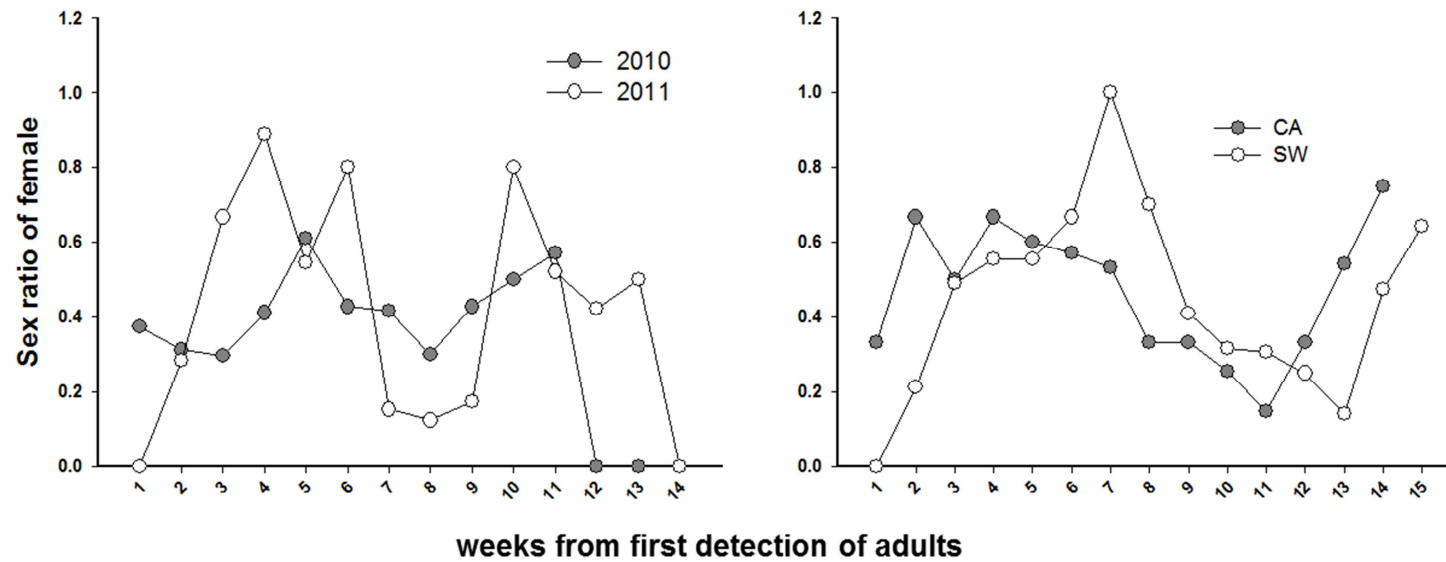 Sex ratio of female
1.2
1.0
0.8
0.6
0.4
0.2
0.0
2010
2011
1 2 3 4 5 6 7 8 9 10 11 12 13 14
1.2
1.0
0.8
0.6
0.4
0.2
0.0
CA
SW
1 2 3 4 5 6 7 8 9 10 11 12 13 14 15
weeks from first detection of adults